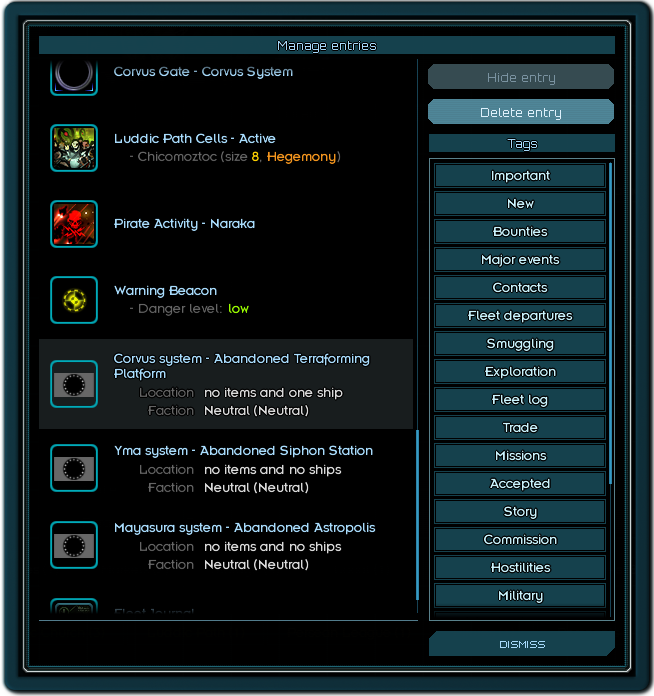 Manage entries
Corvus Gate - Corvus System
Luddic Path Cells - Active
- Chicomoztoc (size 8, Hegemony)
Pirate Activity - Naraka
Warning Beacon
- Danger level: low
Corvus system - Abandoned Terraforming
Platform
Location no items and one ship
Faction Neutral (Neutral)
Yma system - Abandoned Siphon Station
Location no items and no ships
Faction Neutral (Neutral)
Mayasura system - Abandoned Astropolis
Location no items and no ships
Faction Neutral (Neutral)
Fleet Journal
Hide entry
Delete entry
Tags
Important
New
Bounties
Major events
Contacts
Fleet departures
Smuggling
Exploration
Fleet log
Trade
Missions
Accepted
Story
Commission
Hostilities
Military
DISMISS